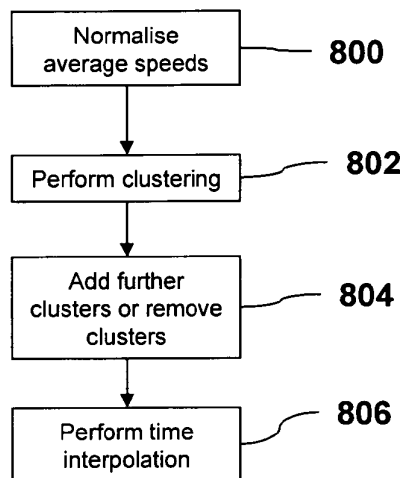 Normalise
average speeds
800
Perform clustering
802
Add further
clusters or remove
clusters
804
Perform time
interpolation
806